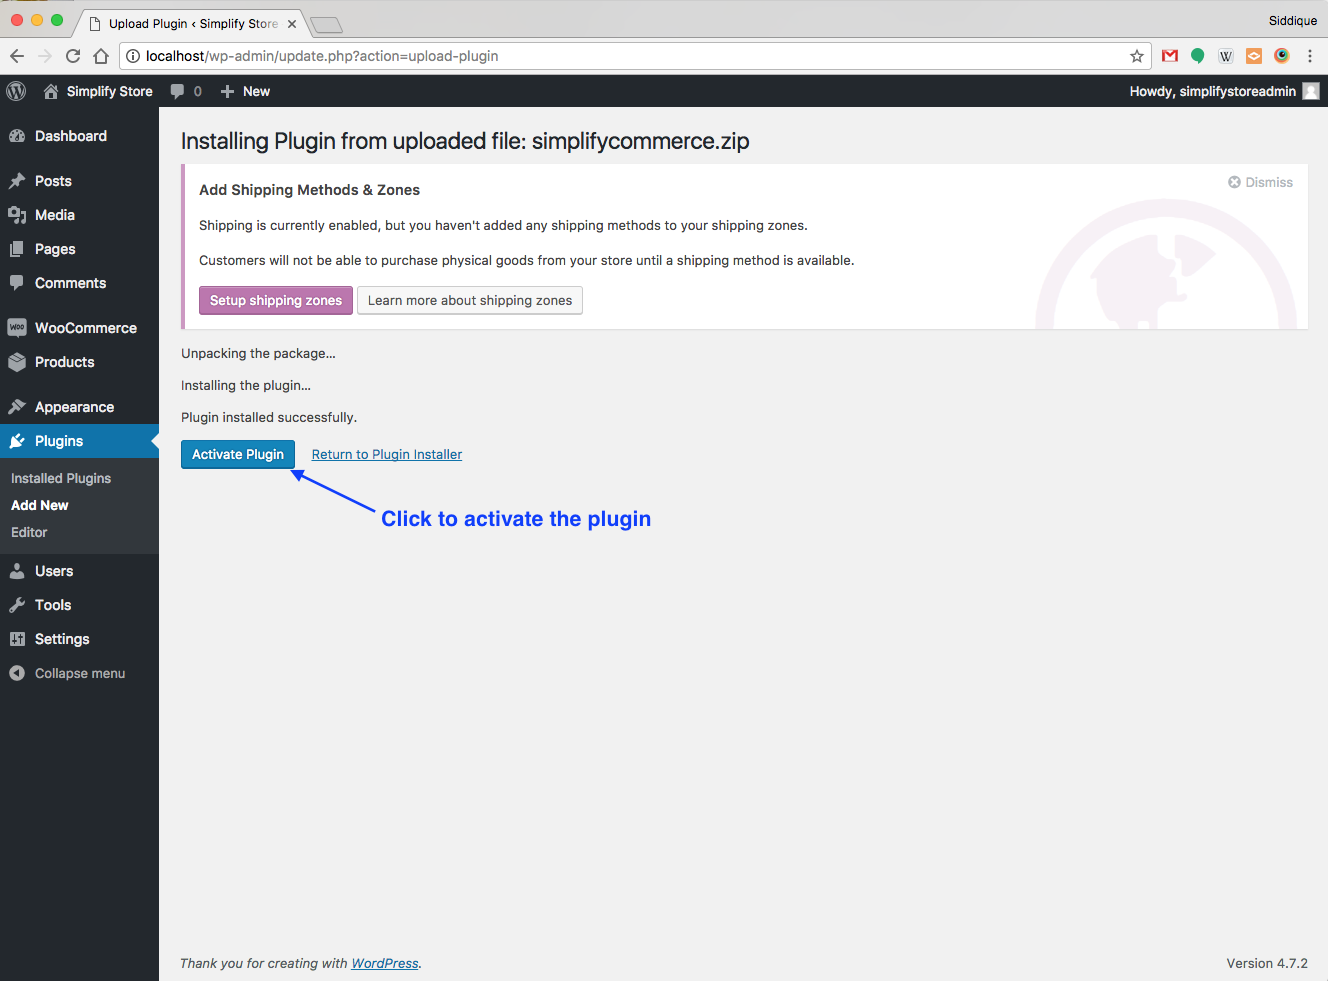 Upload Plugin ‹ Simplify Store
Siddique
localhost/wp-admin/update.php?action=upload-plugin
Simplify Store
0
New
Howdy, simplifystoreadmin
Dashboard
Posts
Media
Pages
Comments
WooCommerce
Products
Appearance
Plugins
Installed Plugins
Add New
Editor
Users
Tools
Settings
Collapse menu
Installing Plugin from uploaded file: simplifycommerce.zip
Add Shipping Methods & Zones
Dismiss
Shipping is currently enabled, but you haven't added any shipping methods to your shipping zones.
Customers will not be able to purchase physical goods from your store until a shipping method is available.
Setup shipping zones
Learn more about shipping zones
Unpacking the package…
Installing the plugin…
Plugin installed successfully.
Activate Plugin
Return to Plugin Installer
Click to activate the plugin
Thank you for creating with WordPress.
Version 4.7.2